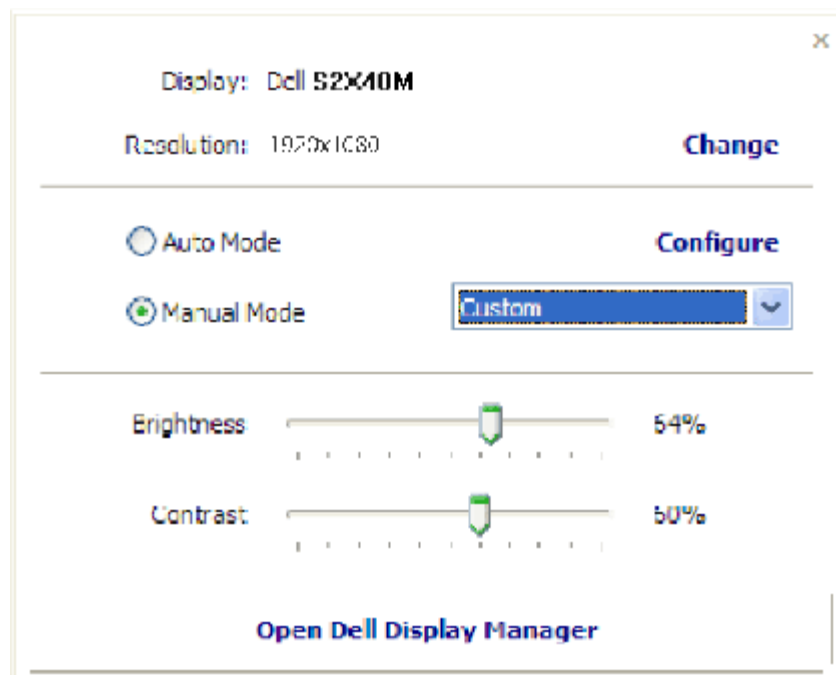 Display: Dell S2X40M
Resolution: 1920x1080 Change
Auto Mode Configure
Manual Mode Custom
Brightness 64%
Contrast 60%
Open Dell Display Manager